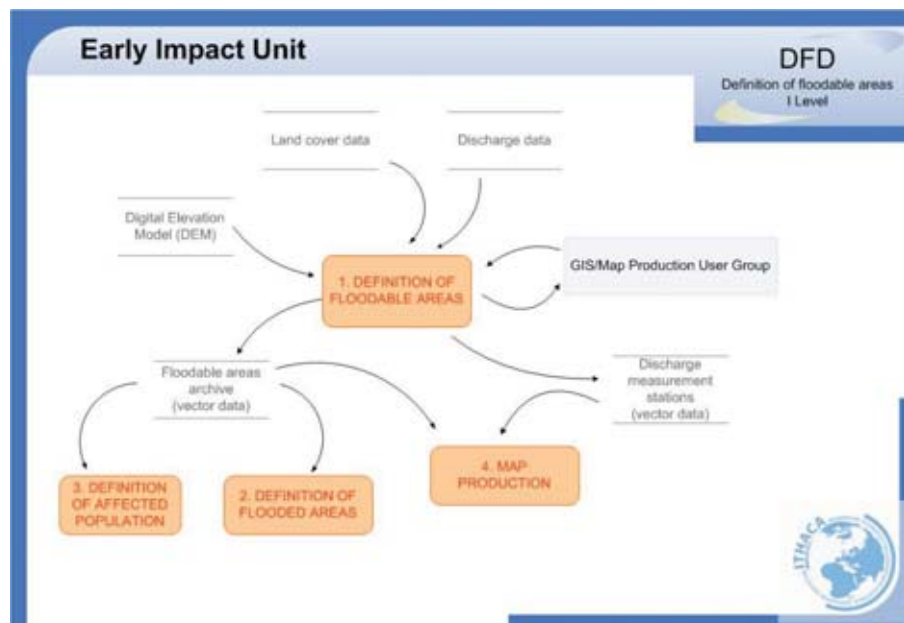 Early Impact Unit
DFD
Definition of floodable areas
I Level
Land cover data
Discharge data
Digital Elevation
Model (DEM)
1. DEFINITION OF
FLOODABLE AREAS
GIS/Map Production User Group
Floodable areas
archive
(vector data)
Discharge
measurement
stations
(vector data)
3. DEFINITION
OF AFFECTED
POPULATION
2. DEFINITION OF
FLOODED AREAS
4. MAP
PRODUCTION
ITHACA